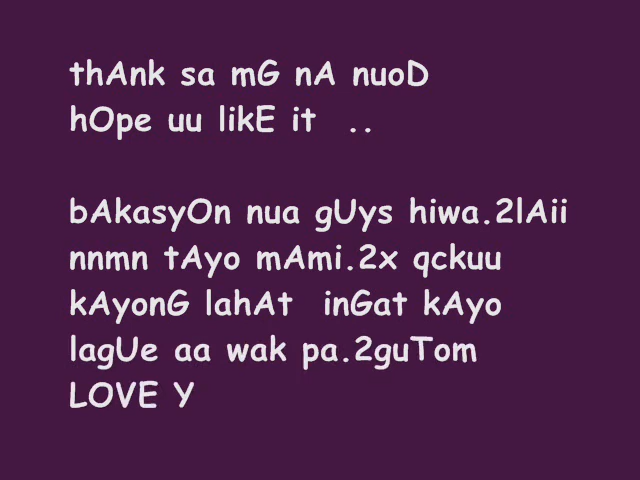 thAnk sa mG nA nuoD
hOpe uu likE it ..
bAkasyOn nua gUys hiwa.2lAii
nnmn tAyo mAmi.2x qckuu
kAyonG lahAt inGat kAyo
lagUe aa wak pa.2guTom
LOVE Y